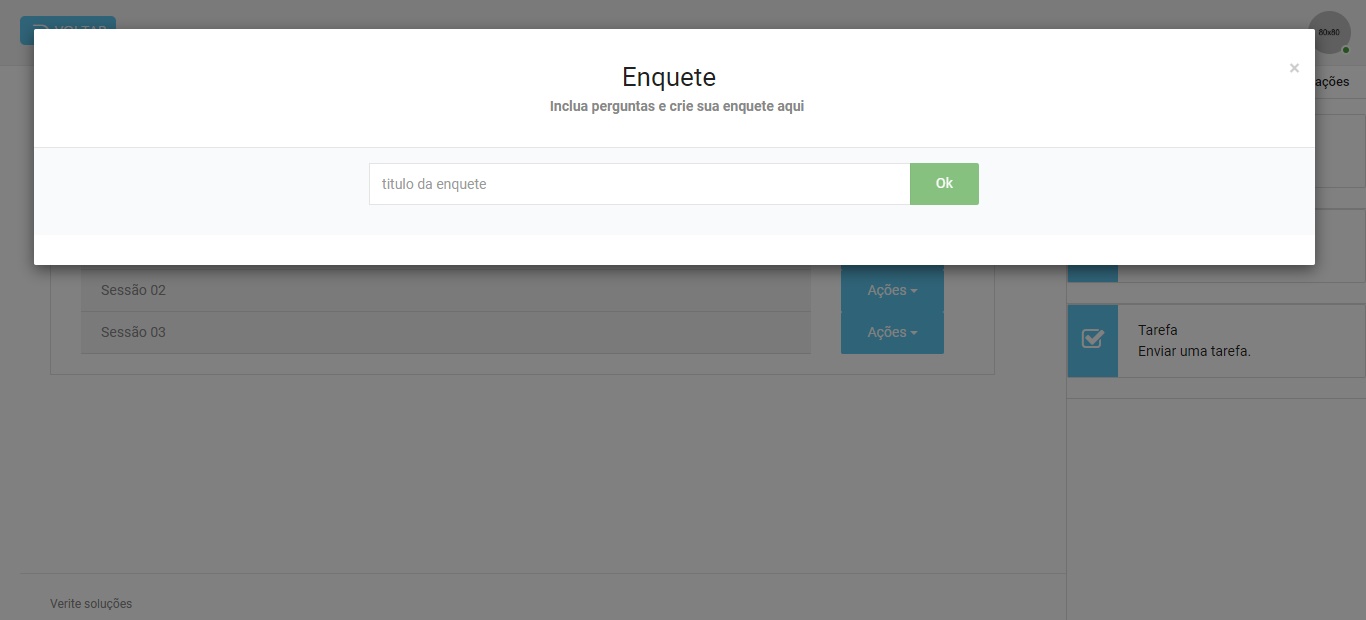 VOLTAR
80x80
×
Enquete
Inclua perguntas e crie sua enquete aqui
ações
titulo da enquete
Ok
Sessão 02
Ações
Sessão 03
Ações
Tarefa
Enviar uma tarefa.
Verite soluções